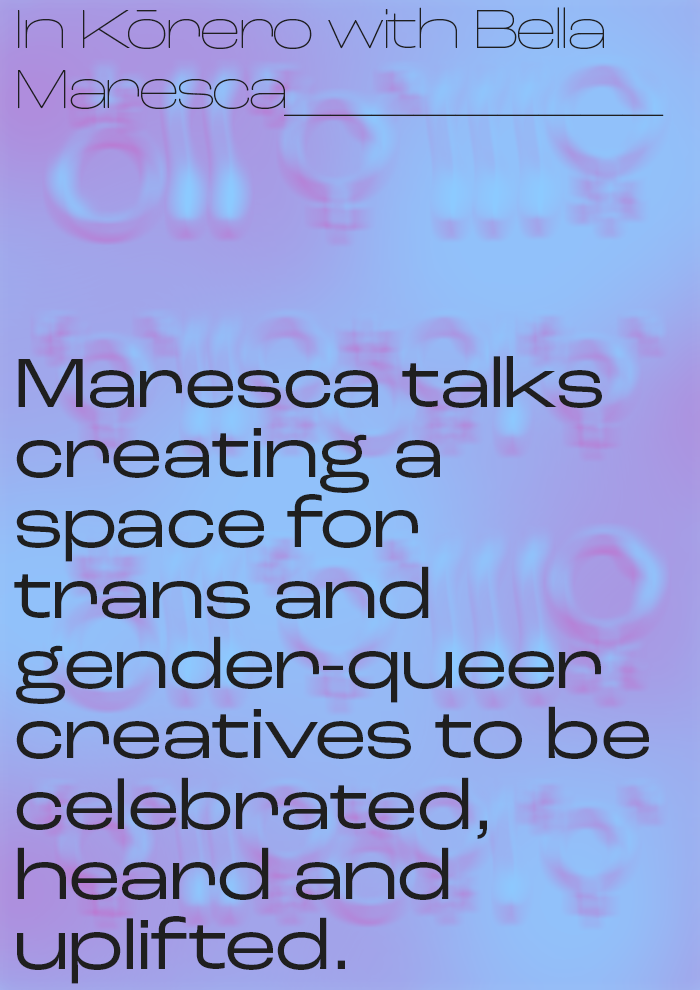 In Kōrero with Bella
Maresca
Maresca talks
creating a
space for
trans and
gender-queer
creatives to be
celebrated,
heard and
uplifted.